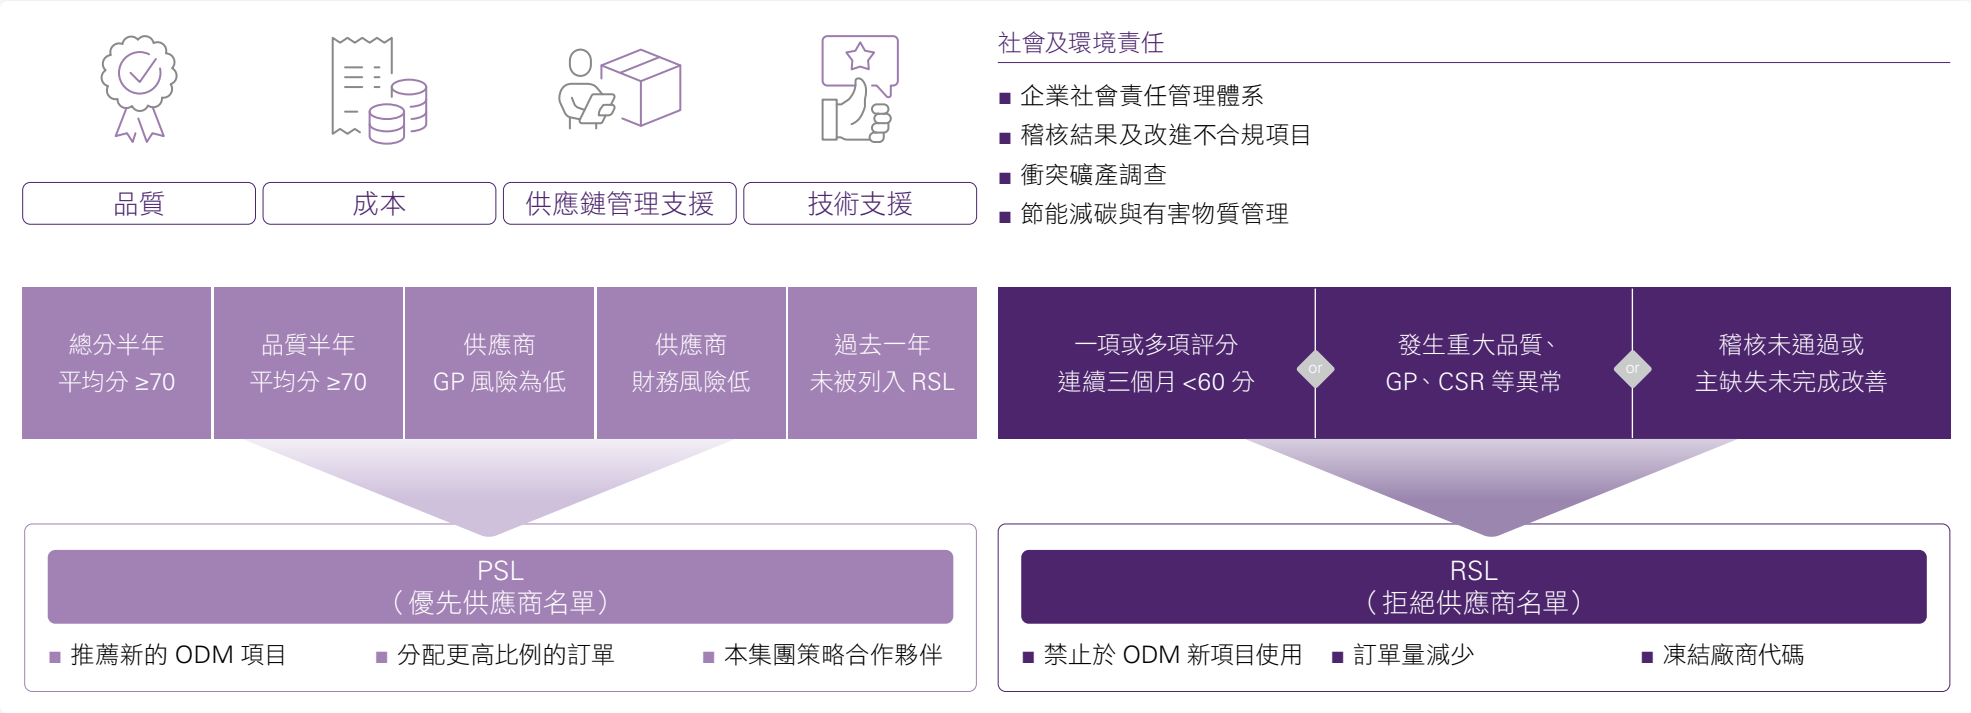 品質
成本
供應鏈管理支援
技術支援
社會及環境責任
■ 企業社會責任管理體系
■ 稽核結果及改進不合規項目
■ 衝突礦產調查
■ 節能減碳與有害物質管理
總分半年
平均分 ≥70
品質半年
平均分 ≥70
供應商
GP 風險為低
供應商
財務風險低
過去一年
未被列入 RSL
一項或多項評分
連續三個月 <60 分
or
發生重大品質、
GP、CSR 等異常
or
稽核未通過或
主缺失未完成改善
PSL
（優先供應商名單）
■ 推薦新的 ODM 項目
■ 分配更高比例的訂單
■ 本集團策略合作夥伴
RSL
（拒絕供應商名單）
■ 禁止於 ODM 新項目使用
■ 訂單量減少
■ 凍結廠商代碼